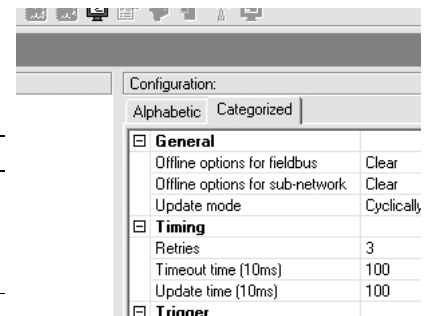 Configuration:
Alphabetic Categorized
General
Offline options for fieldbus Clear
Offline options for sub-network Clear
Update mode Cyclically
Timing
Retries 3
Timeout time (10ms) 100
Update time (10ms) 100
Trigger